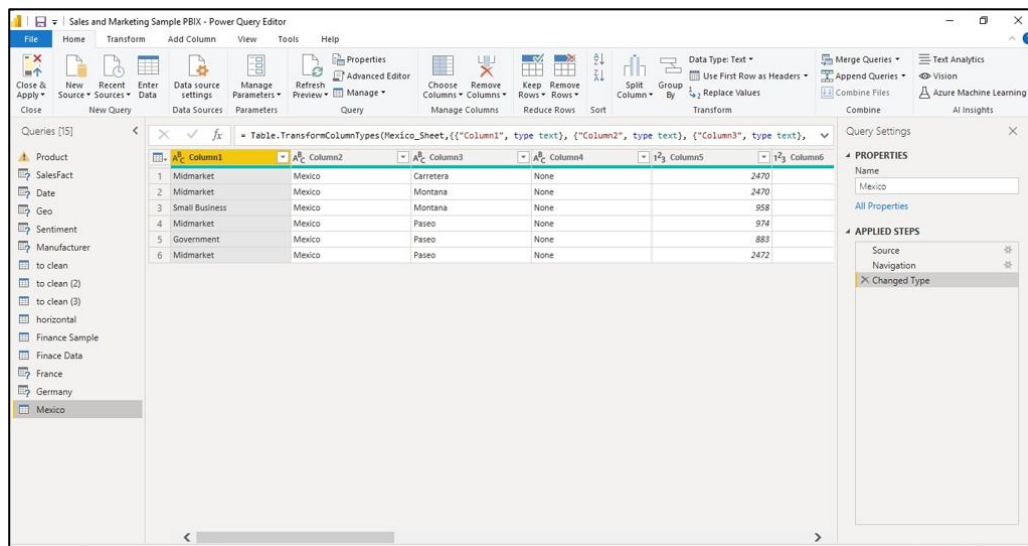 Sales and Marketing Sample PBIX - Power Query Editor
File Home Transform Add Column View Tools Help
Close & Apply
New Source
Recent Sources
Enter Data
Data source settings
Manage Parameters
Refresh Preview
Properties
Advanced Editor
Manage
Choose Columns
Remove Columns
Keep Rows
Remove Rows
Split Column
Group By
Data Type: Text
Use First Row as Headers
Replace Values
Merge Queries
Append Queries
Combine Files
Text Analytics
Vision
Azure Machine Learning
Close New Query Data Sources Parameters Query Manage Columns Reduce Rows Sort Transform Combine AI Insights
Queries [15]
Product
SalesFact
Date
Geo
Sentiment
Manufacturer
to clean
to clean (2)
to clean (3)
horizontal
Finance Sample
Finace Data
France
Germany
Mexico
= Table.TransformColumnTypes(Mexico_Sheet,{{"Column1", type text}, {"Column2", type text}, {"Column3", type text},
Column1 Column2 Column3 Column4 Column5 Column6
1 Midmarket Mexico Carretera None 2470
2 Midmarket Mexico Montana None 2470
3 Small Business Mexico Montana None 958
4 Midmarket Mexico Paseo None 974
5 Government Mexico Paseo None 883
6 Midmarket Mexico Paseo None 2472
Query Settings
PROPERTIES
Name
Mexico
All Properties
APPLIED STEPS
Source
Navigation
Changed Type